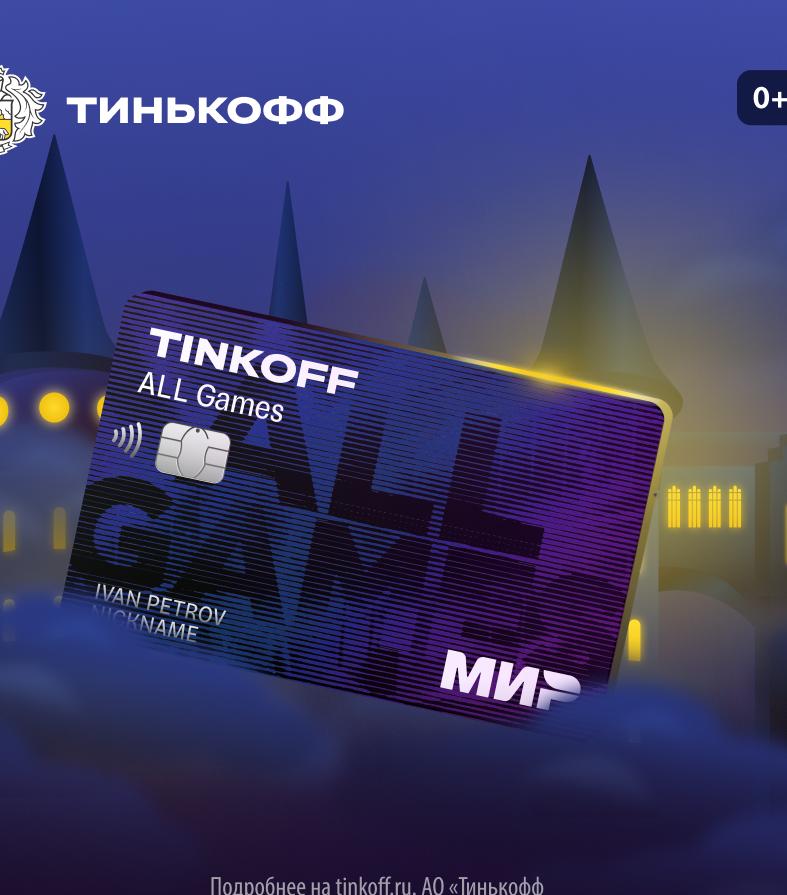 ТИНЬКОФФ
0+
TINKOFF
ALL Games
ALL
GAMES
IVAN PETROV
NICKNAME
МИР
Подробнее на tinkoff.ru. АО «Тинькофф